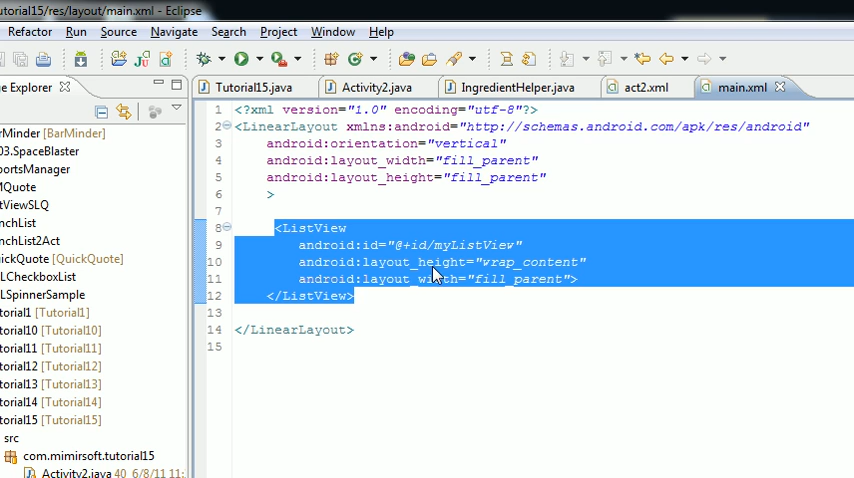 utorial15/res/layout/main.xml - Eclipse
Refactor Run Source Navigate Search Project Window Help
ge Explorer
Tutorial15.java Activity2.java IngredientHelper.java act2.xml main.xml
rMinder [BarMinder]
03.SpaceBlaster
portsManager
MQuote
tViewSLQ
nchList
nchList2Act
uickQuote [QuickQuote]
LCheckboxList
LSpinnerSample
torial1 [Tutorial1]
torial10 [Tutorial10]
torial11 [Tutorial11]
torial12 [Tutorial12]
torial13 [Tutorial13]
torial14 [Tutorial14]
torial15 [Tutorial15]
src
com.mimirsoft.tutorial15
Activity2.java 40 6/8/11 11:
1 <?xml version="1.0" encoding="utf-8"?>
2 <LinearLayout xmlns:android="http://schemas.android.com/apk/res/android"
3 android:orientation="vertical"
4 android:layout_width="fill_parent"
5 android:layout_height="fill_parent"
6 >
7
8 <ListView
9 android:id="@+id/myListView"
10 android:layout_height="wrap_content"
11 android:layout_width="fill_parent">
12 </ListView>
13
14 </LinearLayout>
15